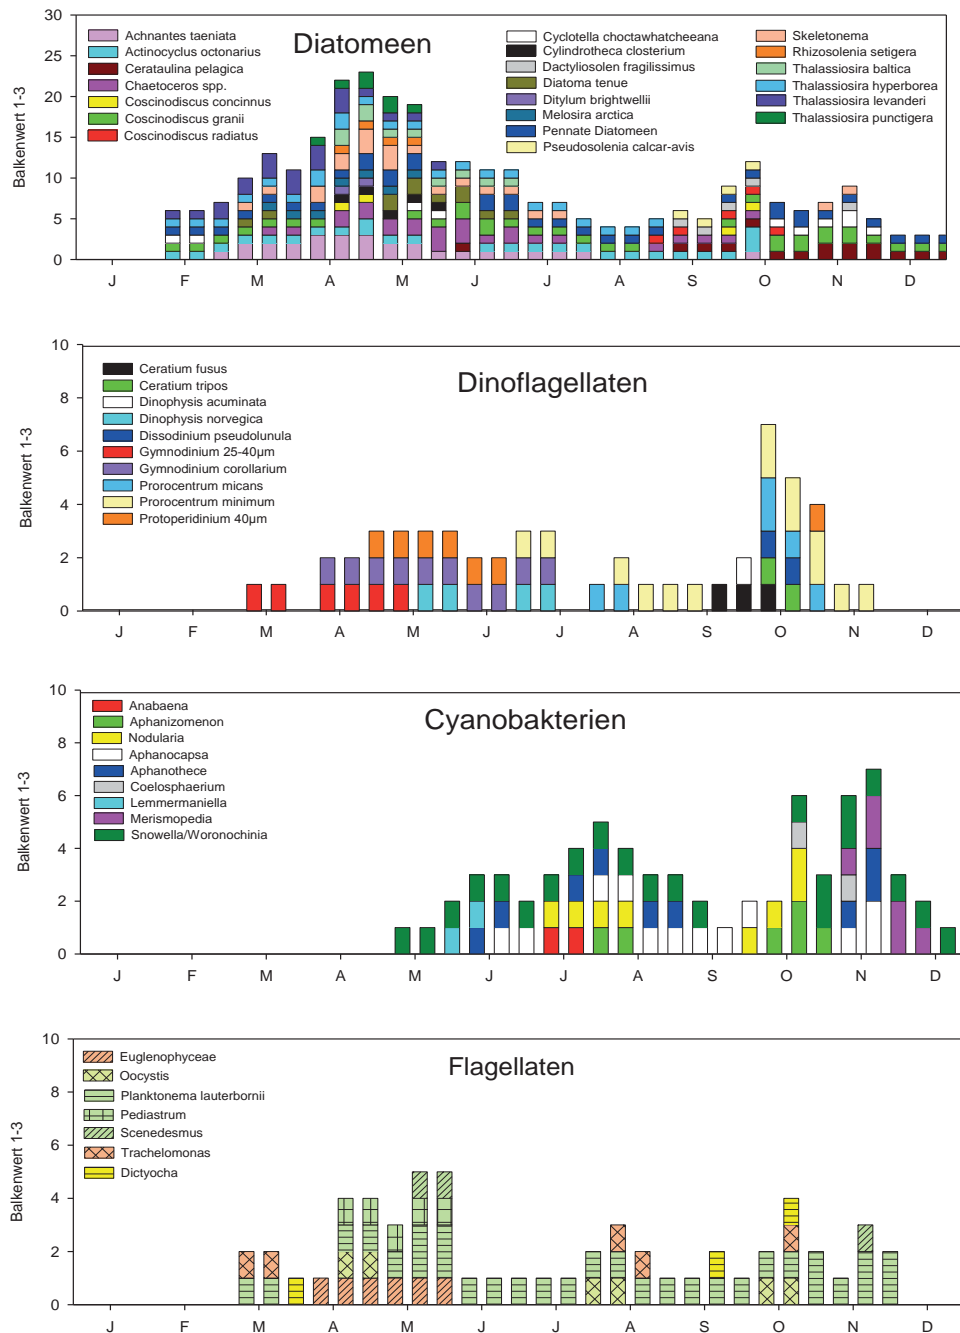 Diatomeen
Balkenwert 1-3
30
25
20
15
10
5
0
Achnantes taeniata
Actinocyclus octonarius
Cerataulina pelagica
Chaetoceros spp.
Coscinodiscus concinnus
Coscinodiscus granii
Coscinodiscus radiatus
Cyclotella choctawhatcheeana
Cylindrotheca closterium
Dactyliosolen fragilissimus
Diatoma tenue
Ditylum brightwellii
Melosira arctica
Pennate Diatomeen
Pseudosolenia calcar-avis
Skeletonema
Rhizosolenia setigera
Thalassiosira baltica
Thalassiosira hyperborea
Thalassiosira levanderi
Thalassiosira punctigera
J F M A M J J A S O N D
Dinoflagellaten
Balkenwert 1-3
10
8
6
4
2
0
Ceratium fusus
Ceratium tripos
Dinophysis acuminata
Dinophysis norvegica
Dissodinium pseudolunula
Gymnodinium 25-40µm
Gymnodinium corollarium
Prorocentrum micans
Prorocentrum minimum
Protoperidinium 40µm
J F M A M J J A S O N D
Cyanobakterien
Balkenwert 1-3
10
8
6
4
2
0
Anabaena
Aphanizomenon
Nodularia
Aphanocapsa
Aphanothece
Coelosphaerium
Lemmermaniella
Merismopedia
Snowella/Woronochinia
J F M A M J J A S O N D
Flagellaten
Balkenwert 1-3
10
8
6
4
2
0
Euglenophyceae
Oocystis
Planktonema lauterbornii
Pediastrum
Scenedesmus
Trachelomonas
Dictyocha
J F M A M J J A S O N D